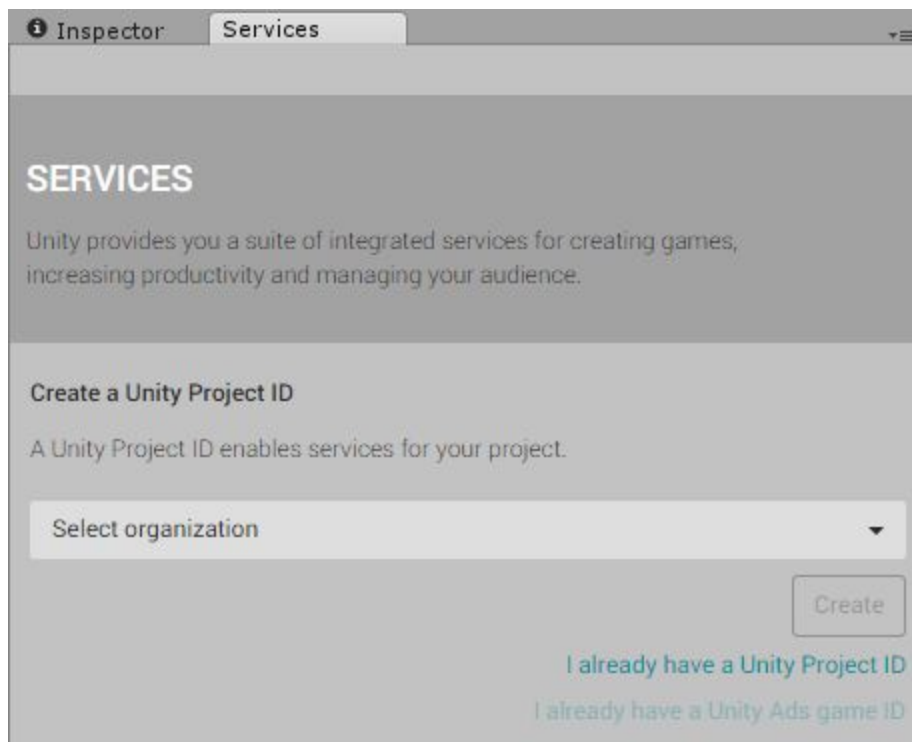 Inspector
Services
SERVICES
Unity provides you a suite of integrated services for creating games,
increasing productivity and managing your audience.
Create a Unity Project ID
A Unity Project ID enables services for your project.
Select organization
Create
I already have a Unity Project ID
I already have a Unity Ads game ID